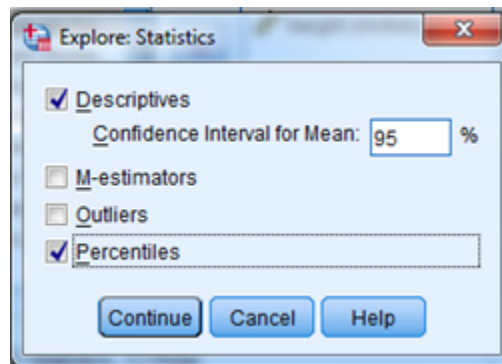 Explore: Statistics
Descriptives
Confidence Interval for Mean: 95 %
M-estimators
Outliers
Percentiles
Continue Cancel Help